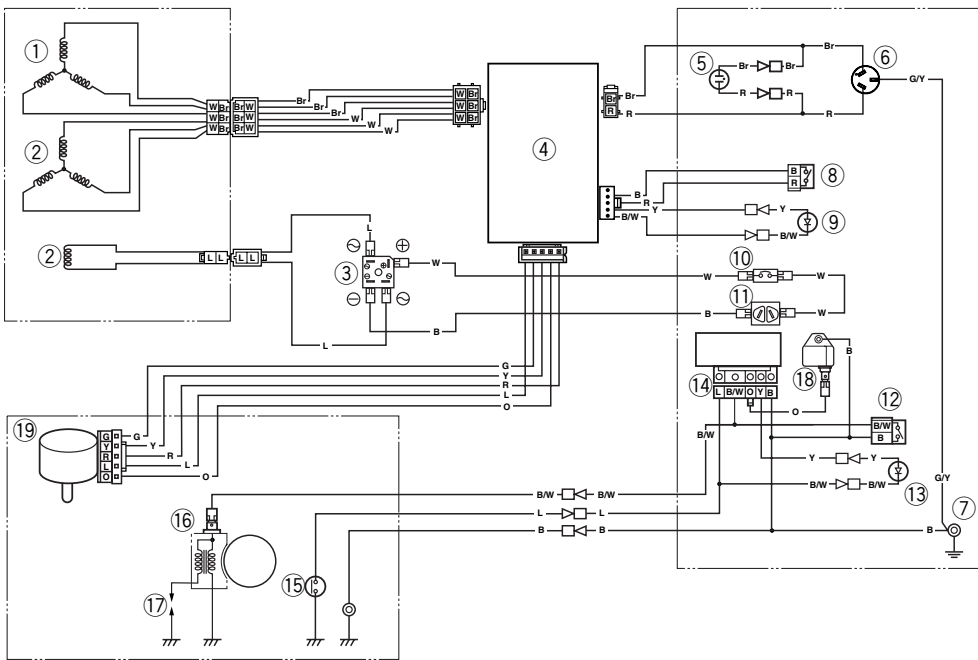 ①
②
②
③
④
⑤
⑥
⑦
⑧
⑨
⑩
⑪
⑫
⑬
⑭
⑮
⑯
⑰
⑱
⑲
W Br Br W
W Br Br W
W Br Br W
Br
Br
Br
W
W
W
W Br
W Br
W Br
Br
R
Br
R
Br Br
R R
Br
R
G/Y
B
R
Y
B/W
B
R
Y
B/W
L L L L
L
L
W
B
W
W
B
W
G
Y
R
L
O
L B/W O Y B
B/W
B
O
B/W
B
Y Y
B/W B/W
G/Y
G
Y
R
L
O
G
Y
R
L
O
B/W B/W
L L
B B
B